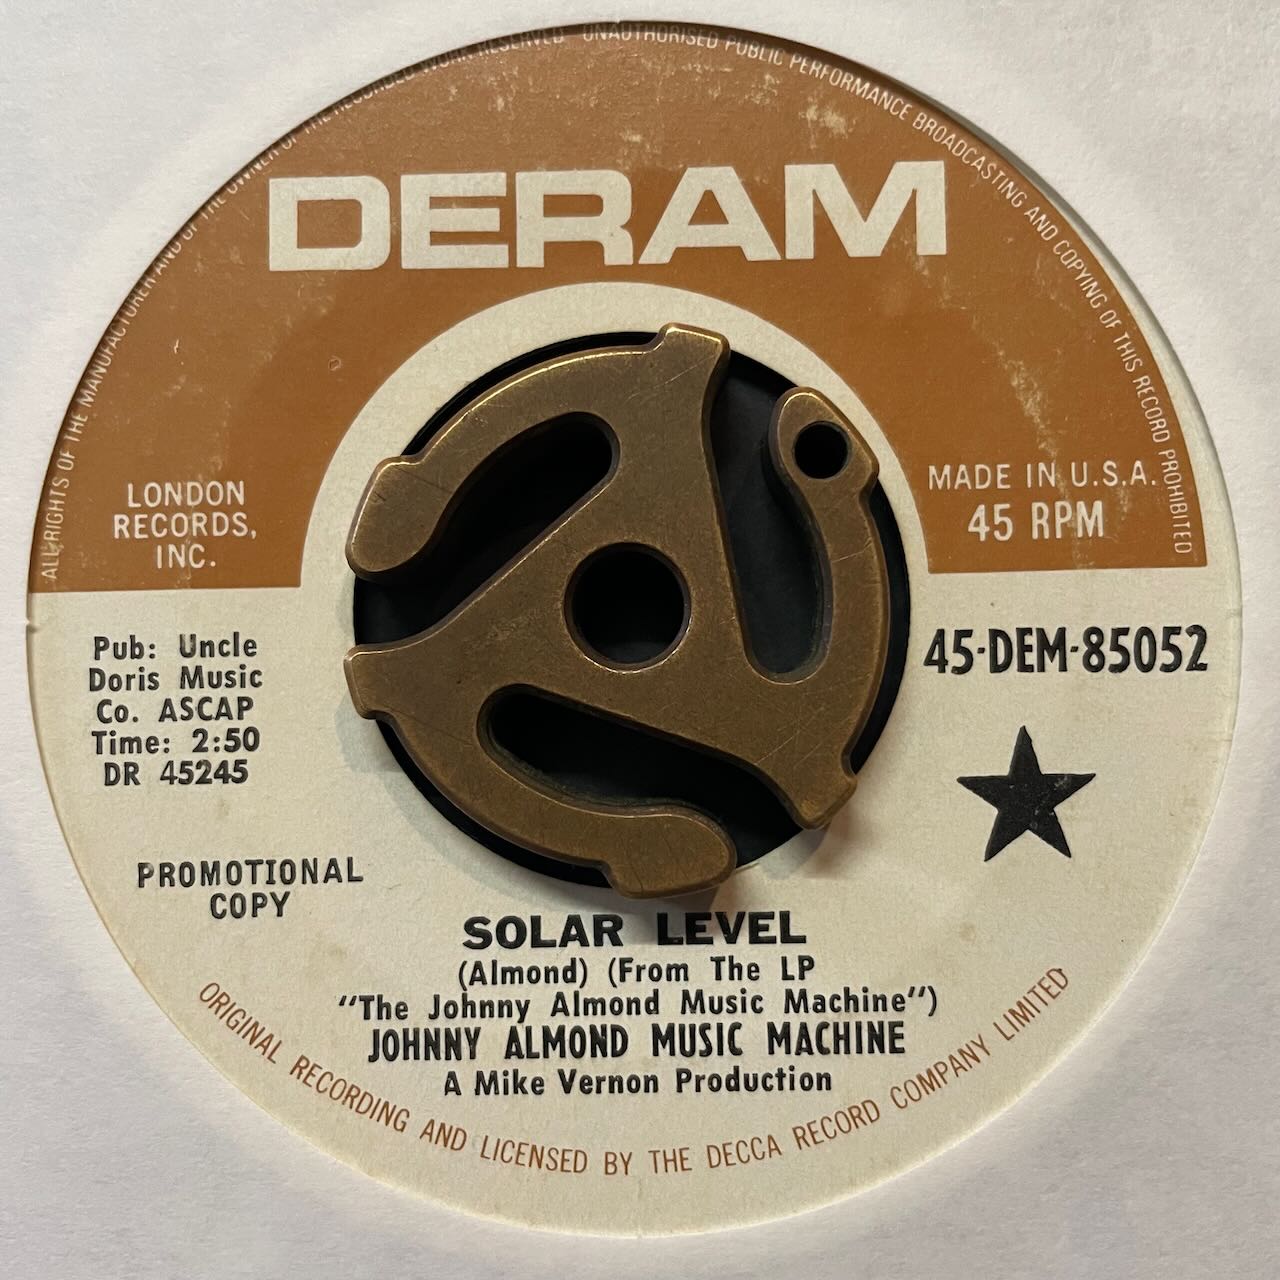 ALL RIGHTS OF THE MANUFACTURER AND OF THE OWNER OF THE RECORDED WORK RESERVED UNAUTHORISED PUBLIC PERFORMANCE BROADCASTING AND COPYING OF THIS RECORD PROHIBITED
DERAM
LONDON
RECORDS,
INC.
MADE IN U.S.A.
45 RPM
Pub: Uncle
Doris Music
Co. ASCAP
Time: 2:50
DR 45245
45-DEM-85052
PROMOTIONAL
COPY
SOLAR LEVEL
(Almond) (From The LP
"The Johnny Almond Music Machine")
JOHNNY ALMOND MUSIC MACHINE
A Mike Vernon Production
ORIGINAL RECORDING AND LICENSED BY THE DECCA RECORD COMPANY LIMITED